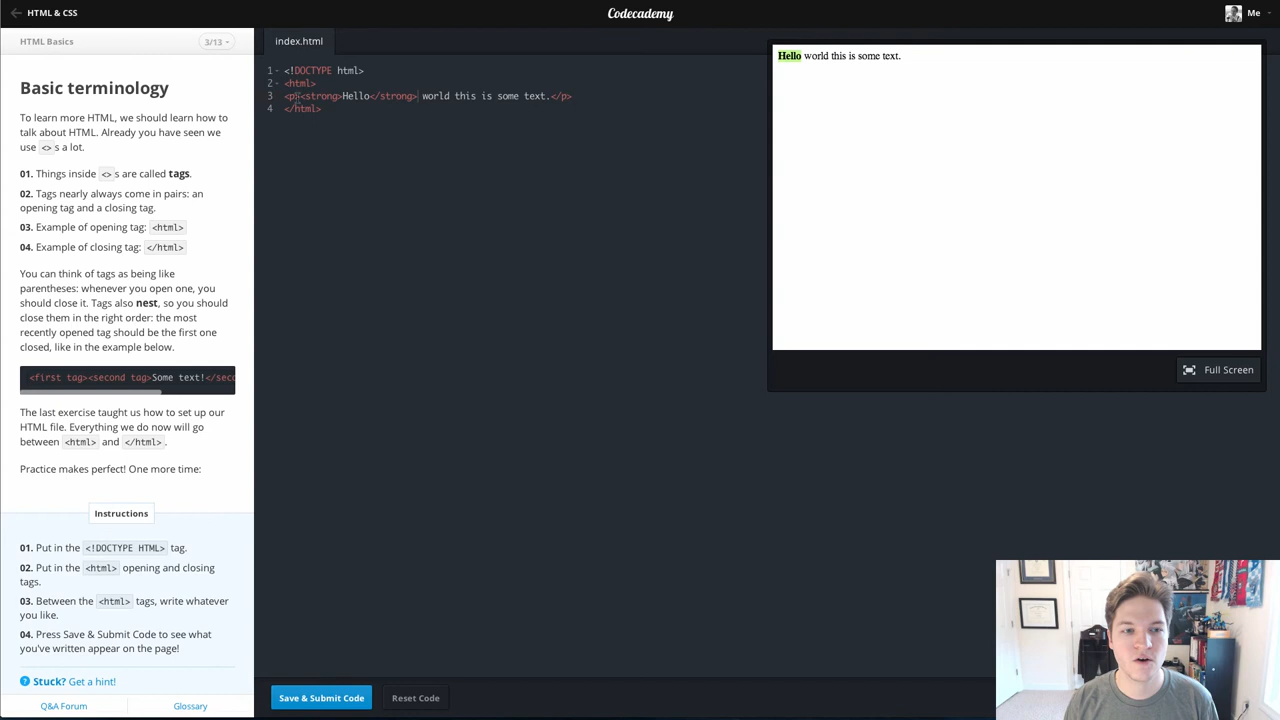 HTML & CSS
Codecademy
Me
HTML Basics
3/13
index.html
Basic terminology
To learn more HTML, we should learn how to
talk about HTML. Already you have seen we
use <>s a lot.
01. Things inside <>s are called tags.
02. Tags nearly always come in pairs: an
opening tag and a closing tag.
03. Example of opening tag: <html>
04. Example of closing tag: </html>
You can think of tags as being like
parentheses: whenever you open one, you
should close it. Tags also nest, so you should
close them in the right order: the most
recently opened tag should be the first one
closed, like in the example below.
<first tag><second tag>Some text!</seco
The last exercise taught us how to set up our
HTML file. Everything we do now will go
between <html> and </html>.
Practice makes perfect! One more time:
Instructions
01. Put in the <!DOCTYPE HTML> tag.
02. Put in the <html> opening and closing
tags.
03. Between the <html> tags, write whatever
you like.
04. Press Save & Submit Code to see what
you've written appear on the page!
Stuck? Get a hint!
Q&A Forum
Glossary
1 <!DOCTYPE html>
2 <html>
3 <p><strong>Hello</strong> world this is some text.</p>
4 </html>
Save & Submit Code
Reset Code
Hello world this is some text.
Full Screen